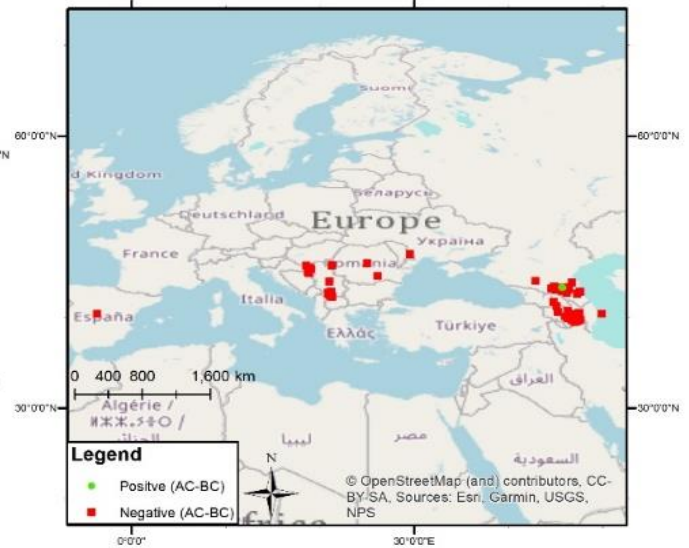 Suomi
60°0'0"N 60°0'0"N
"N
d Kingdom
Беларусь
Deutschland
Europe
Україна
France
omania
Italia
España
Ελλάς
Türkiye
0 400 800 1,600 km
العراق
30°0'0"N 30°0'0"N
Algérie /
ليبيا
مصر
السعودية
Legend
N
Positve (AC-BC)
Negative (AC-BC)
© OpenStreetMap (and) contributors, CC-
BY-SA, Sources: Esri, Garmin, USGS,
NPS
0°0'0" 30°0'0"E